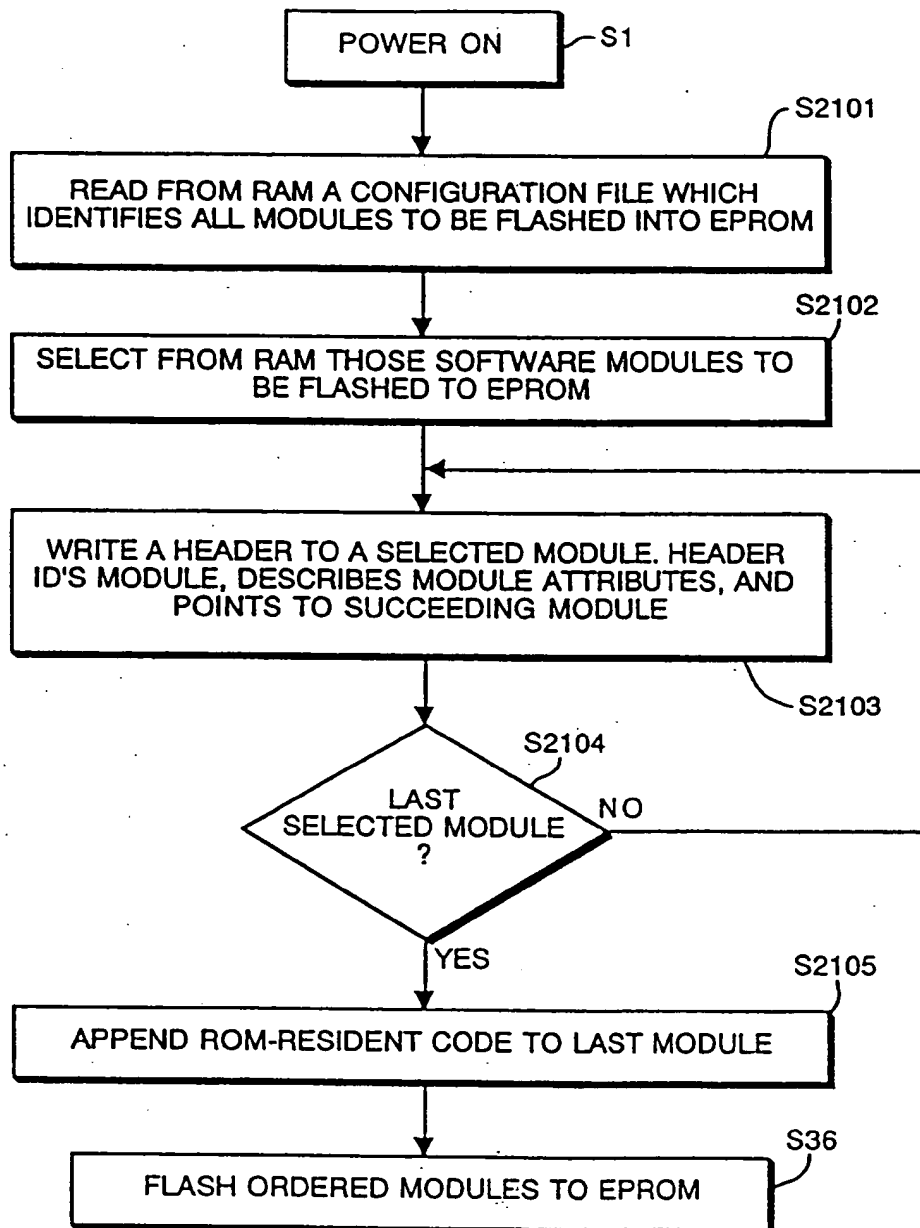 POWER ON
S1
S2101
READ FROM RAM A CONFIGURATION FILE WHICH
IDENTIFIES ALL MODULES TO BE FLASHED INTO EPROM
S2102
SELECT FROM RAM THOSE SOFTWARE MODULES TO
BE FLASHED TO EPROM
WRITE A HEADER TO A SELECTED MODULE. HEADER
ID'S MODULE, DESCRIBES MODULE ATTRIBUTES, AND
POINTS TO SUCCEEDING MODULE
S2103
S2104
LAST
SELECTED MODULE
?
NO
YES
S2105
APPEND ROM-RESIDENT CODE TO LAST MODULE
S36
FLASH ORDERED MODULES TO EPROM